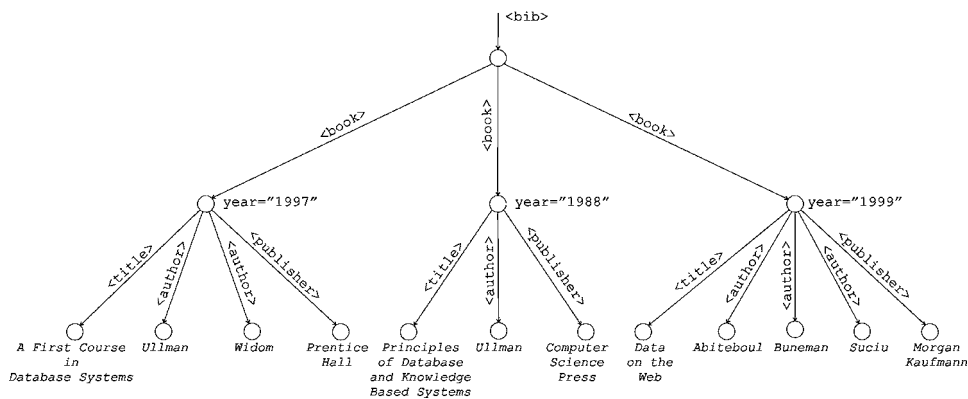 <bib>
<book>
<book>
<book>
year="1997"
year="1988"
year="1999"
<title>
<author>
<author>
<publisher>
<title>
<author>
<publisher>
<title>
<author>
<author>
<author>
<publisher>
A First Course
in
Database Systems
Ullman
Widom
Prentice
Hall
Principles of Database
and Knowledge
Based Systems
Ullman
Computer
Science
Press
Data
on the
Web
Abiteboul
Buneman
Suciu
Morgan
Kaufmann